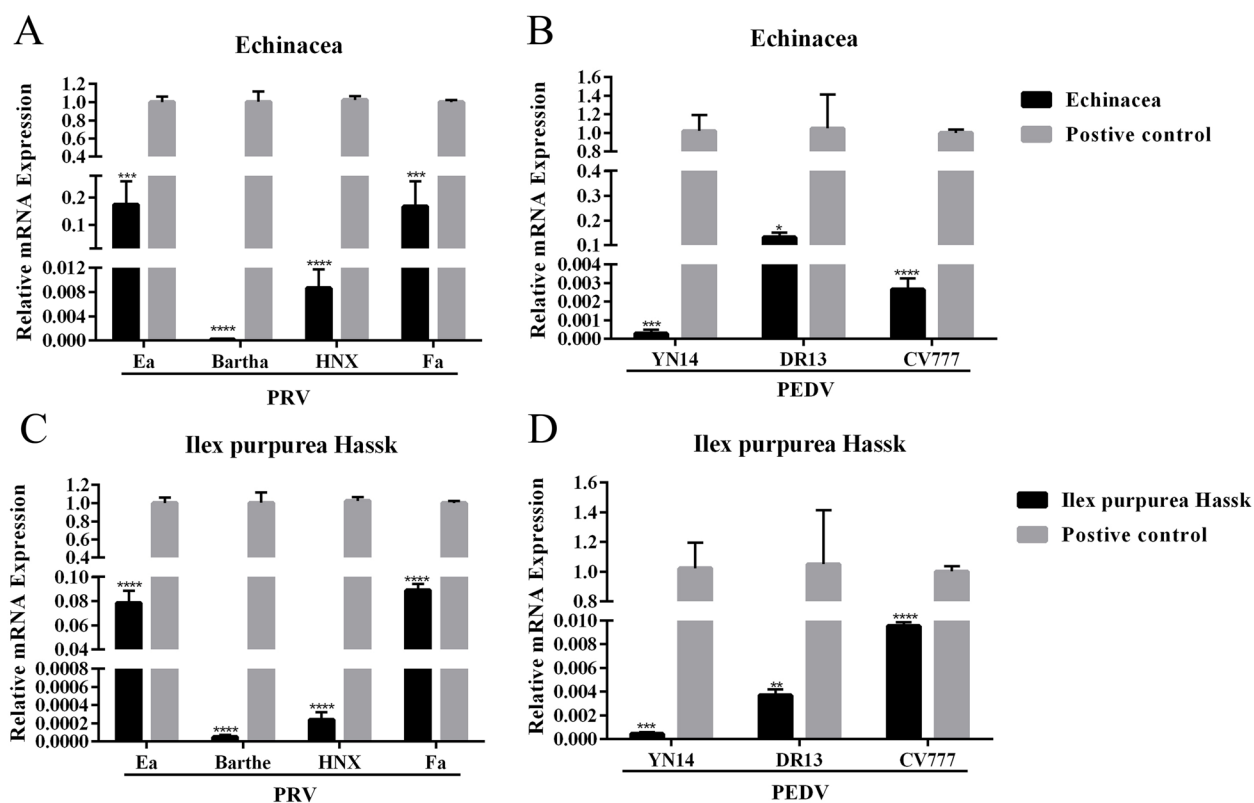 A
Echinacea
Relative mRNA Expression
1.2
1.0
0.8
0.6
0.4
0.2
0.1
0.012
0.008
0.004
0.000
***
****
****
***
Ea Bartha HNX Fa
PRV
B
Echinacea
Relative mRNA Expression
1.6
1.4
1.2
1.0
0.8
0.4
0.3
0.2
0.1
0.004
0.003
0.002
0.001
0.000
***
*
****
YN14 DR13 CV777
PEDV
Echinacea
Postive control
C
Ilex purpurea Hassk
Relative mRNA Expression
1.2
1.0
0.8
0.6
0.4
0.10
0.08
0.06
0.04
0.0008
0.0006
0.0004
0.0002
0.0000
****
****
****
****
Ea Barthe HNX Fa
PRV
D
Ilex purpurea Hassk
Relative mRNA Expression
1.6
1.4
1.2
1.0
0.8
0.010
0.008
0.006
0.004
0.002
0.000
***
**
****
YN14 DR13 CV777
PEDV
Ilex purpurea Hassk
Postive control